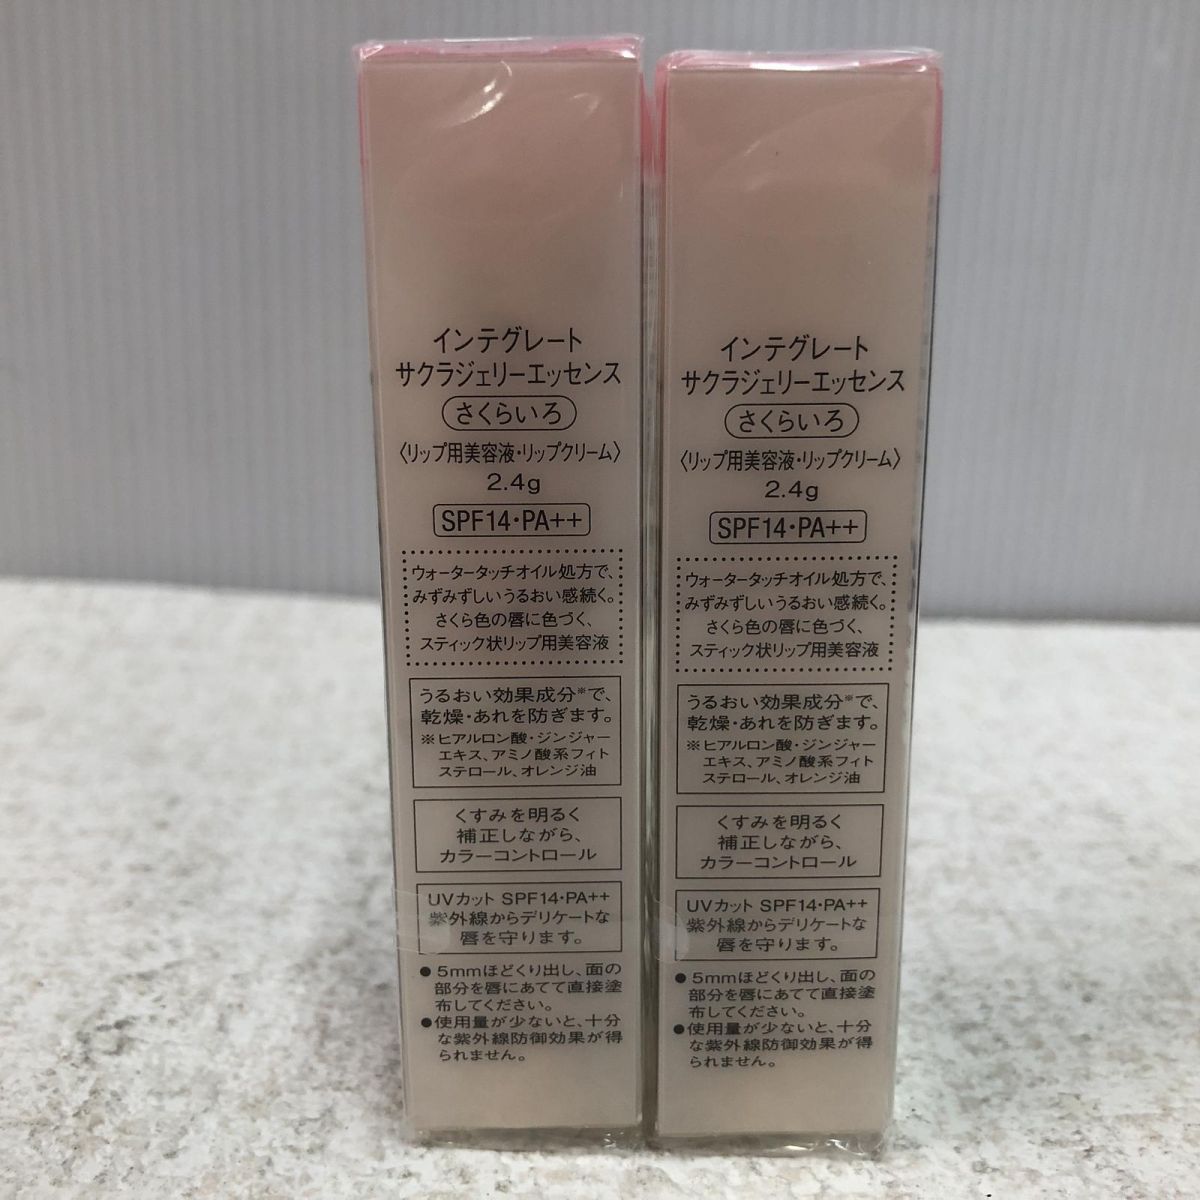 インテグレート
サクラジェリーエッセンス
さくらいろ
〈リップ用美容液・リップクリーム〉
2.4g
SPF14・PA++
ウォータータッチオイル処方で、
みずみずしいうるおい感続く。
さくら色の唇に色づく、
スティック状リップ用美容液
うるおい効果成分※で、
乾燥・あれを防ぎます。
※ヒアルロン酸・ジンジャー
エキス、アミノ酸系フィト
ステロール、オレンジ油
くすみを明るく
補正しながら、
カラーコントロール
UVカット SPF14・PA++
紫外線からデリケートな
唇を守ります。
●5mmほどくり出し、面の
部分を唇にあてて直接塗
布してください。
●使用量が少ないと、十分
な紫外線防御効果が得
られません。
インテグレート
サクラジェリーエッセンス
さくらいろ
〈リップ用美容液・リップクリーム〉
2.4g
SPF14・PA++
ウォータータッチオイル処方で、
みずみずしいうるおい感続く。
さくら色の唇に色づく、
スティック状リップ用美容液
うるおい効果成分※で、
乾燥・あれを防ぎます。
※ヒアルロン酸・ジンジャー
エキス、アミノ酸系フィト
ステロール、オレンジ油
くすみを明るく
補正しながら、
カラーコントロール
UVカット SPF14・PA++
紫外線からデリケートな
唇を守ります。
●5mmほどくり出し、面の
部分を唇にあてて直接塗
布してください。
●使用量が少ないと、十分
な紫外線防御効果が得
られません。